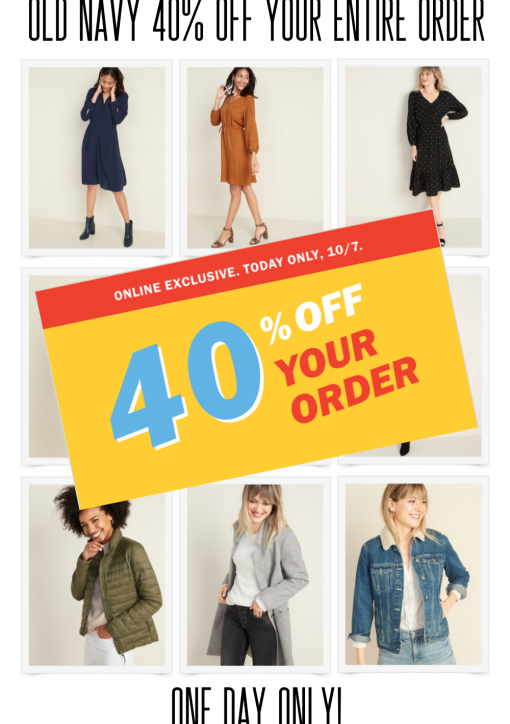 OLD NAVY 40% OFF YOUR ENTIRE ORDER
ONLINE EXCLUSIVE. TODAY ONLY, 10/7.
40% OFF
YOUR
ORDER
ONE DAY ONLY!